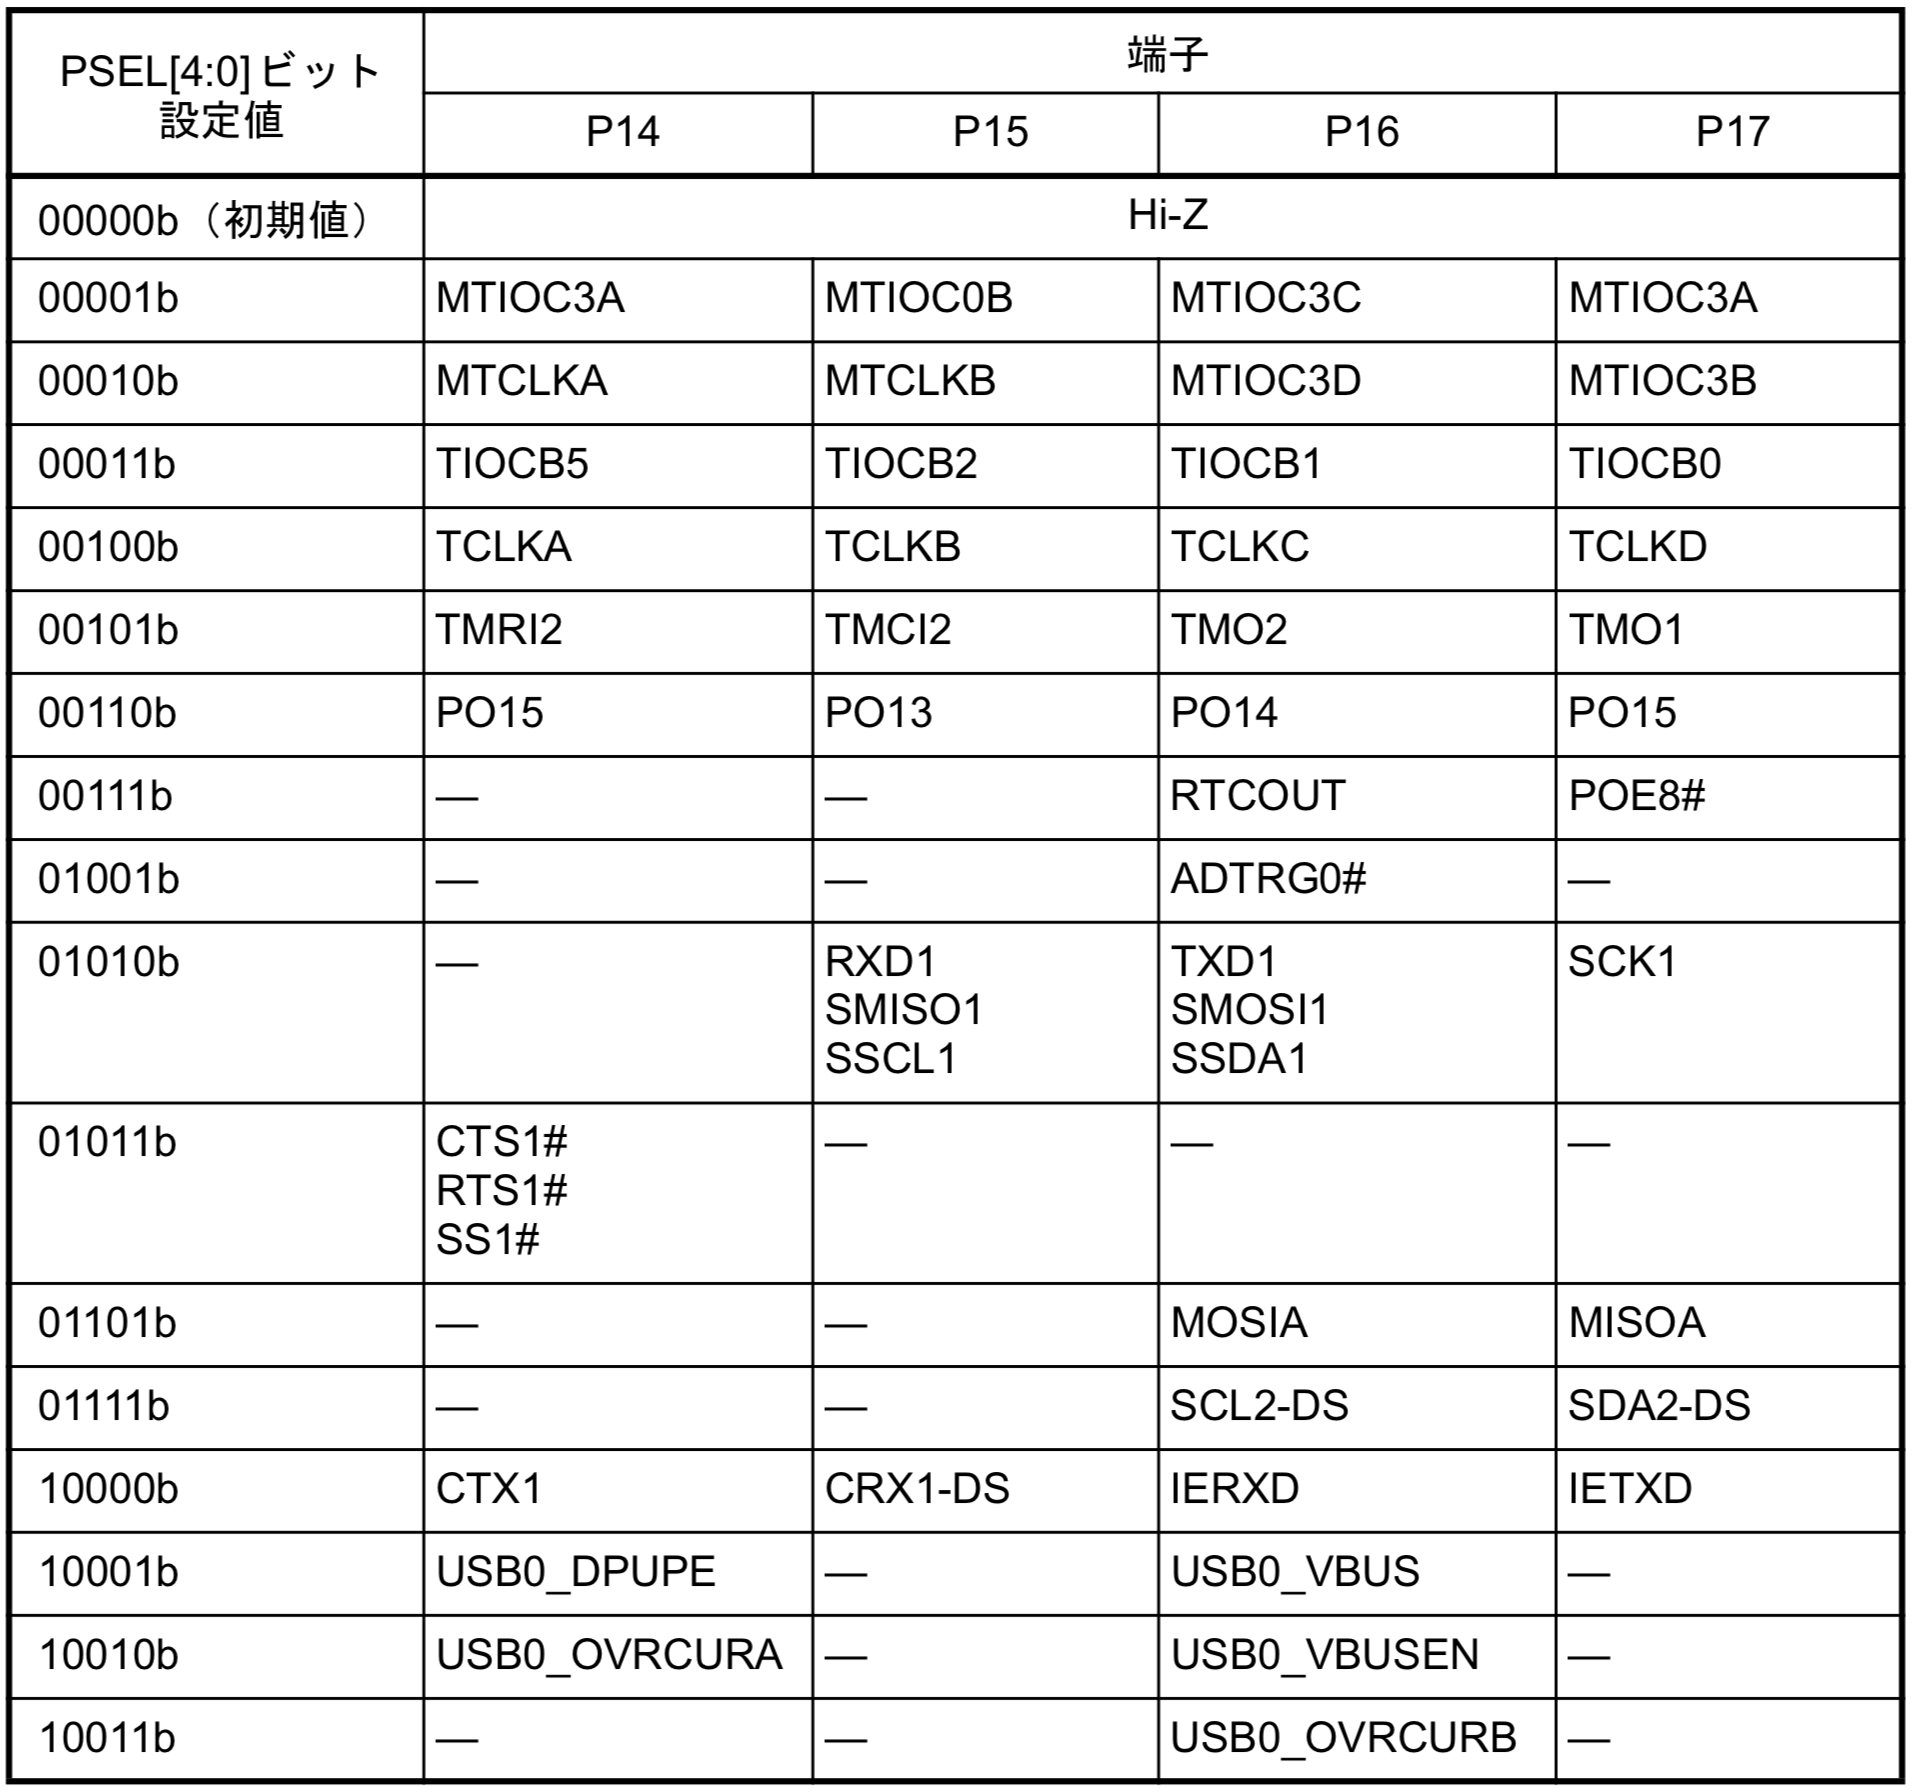 PSEL[4:0]ビット
設定値
端子
P14 P15 P16 P17
00000b（初期値） Hi-Z
00001b MTIOC3A MTIOC0B MTIOC3C MTIOC3A
00010b MTCLKA MTCLKB MTIOC3D MTIOC3B
00011b TIOCB5 TIOCB2 TIOCB1 TIOCB0
00100b TCLKA TCLKB TCLKC TCLKD
00101b TMRI2 TMCI2 TMO2 TMO1
00110b PO15 PO13 PO14 PO15
00111b — — RTCOUT POE8#
01001b — — ADTRG0# —
01010b — RXD1 TXD1 SCK1
SMISO1 SMOSI1
SSCL1 SSDA1
01011b CTS1# — — —
RTS1#
SS1#
01101b — — MOSIA MISOA
01111b — — SCL2-DS SDA2-DS
10000b CTX1 CRX1-DS IERXD IETXD
10001b USB0_DPUPE — USB0_VBUS —
10010b USB0_OVRCURA — USB0_VBUSEN —
10011b — — USB0_OVRCURB —